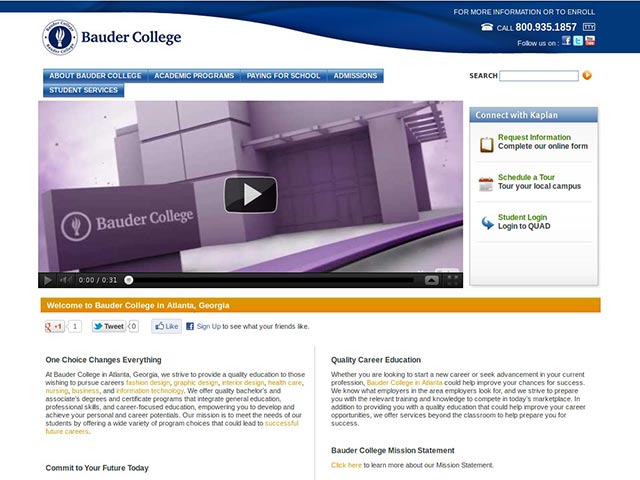 FOR MORE INFORMATION OR TO ENROLL
Bauder College
CALL 800.935.1857 TTY
Follow us on :
ABOUT BAUDER COLLEGE
ACADEMIC PROGRAMS
PAYING FOR SCHOOL
ADMISSIONS
STUDENT SERVICES
SEARCH
Bauder College
0:00 / 0:31
Connect with Kaplan
Request Information
Complete our online form
Schedule a Tour
Tour your local campus
Student Login
Login to QUAD
Welcome to Bauder College in Atlanta, Georgia
+1 1
Tweet 0
Like
Sign Up to see what your friends like.
One Choice Changes Everything
At Bauder College in Atlanta, Georgia, we strive to provide a quality education to those
wishing to pursue careers fashion design, graphic design, interior design, health care,
nursing, business, and information technology. We offer quality bachelor's and
associate's degrees and certificate programs that integrate general education,
professional skills, and career-focused education, empowering you to develop and
achieve your personal and career potentials. Our mission is to meet the needs of our
students by offering a wide variety of program choices that could lead to successful
future careers.
Commit to Your Future Today
Quality Career Education
Whether you are looking to start a new career or seek advancement in your current
profession, Bauder College in Atlanta could help improve your chances for success.
We know what employers in the area employers look for, and we strive to prepare
you with the relevant training and knowledge to compete in today's marketplace. In
addition to providing you with a quality education that could help your career
opportunities, we offer services beyond the classroom to help prepare you for
success.
Bauder College Mission Statement
Click here to learn more about our Mission Statement.